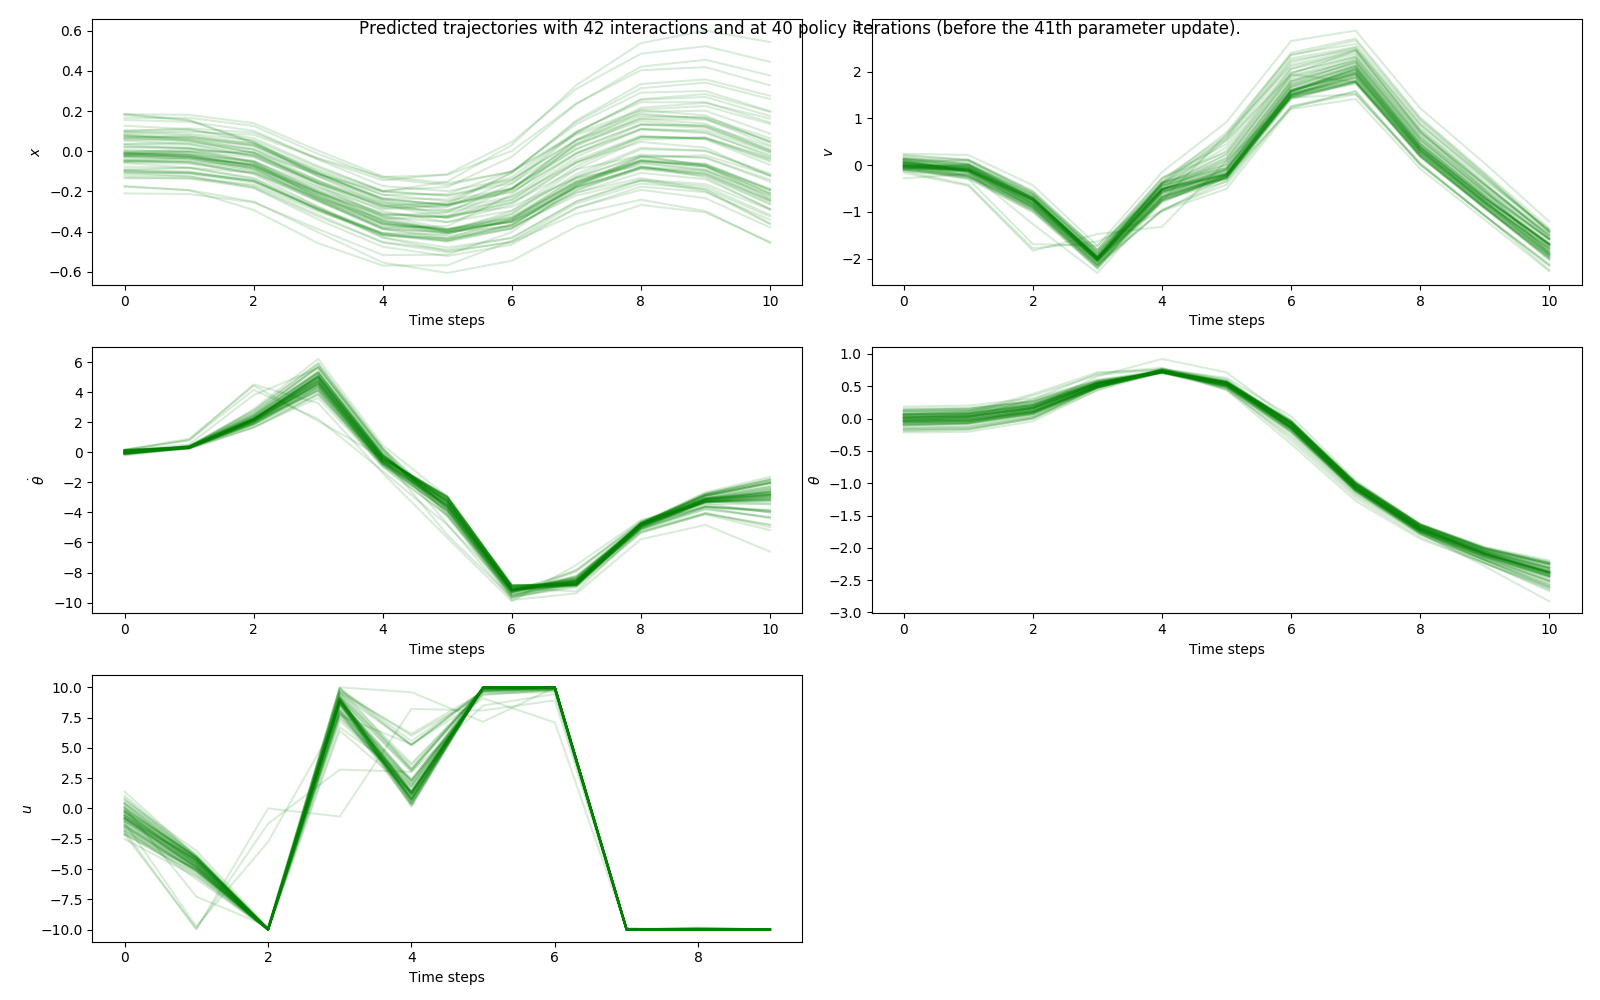 Predicted trajectories with 42 interactions and at 40 policy iterations (before the 41th parameter update).
0.6
0.4
0.2
0.0
−0.2
−0.4
−0.6
x
0 2 4 6 8 10
Time steps
3
2
1
0
−1
−2
v
0 2 4 6 8 10
Time steps
6
4
2
0
−2
−4
−6
−8
−10
θ̇
0 2 4 6 8 10
Time steps
1.0
0.5
0.0
−0.5
−1.0
−1.5
−2.0
−2.5
−3.0
θ
0 2 4 6 8 10
Time steps
10.0
7.5
5.0
2.5
0.0
−2.5
−5.0
−7.5
−10.0
u
0 2 4 6 8
Time steps